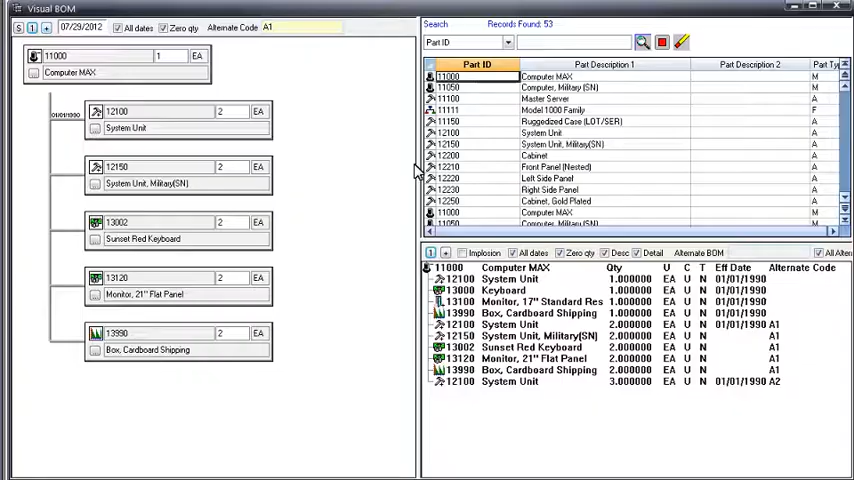 Visual BOM
S 1 + 07/29/2012 All dates Zero qty Alternate Code A1
11000 1 EA
Computer MAX
01/01/1990
12100 2 EA
System Unit
12150 2 EA
System Unit, Military(SN)
13002 2 EA
Sunset Red Keyboard
13120 2 EA
Monitor, 21" Flat Panel
13990 2 EA
Box, Cardboard Shipping
Search Records Found: 53
Part ID
Part ID Part Description 1 Part Description 2 Part Ty
11000 Computer MAX M
11050 Computer, Military (SN) M
11100 Master Server A
11111 Model 1000 Family F
11150 Ruggedized Case (LOT/SER) A
12100 System Unit A
12150 System Unit, Military(SN) A
12200 Cabinet A
12210 Front Panel (Nested) A
12220 Left Side Panel A
12230 Right Side Panel A
12250 Cabinet, Gold Plated A
11000 Computer MAX M
11050 Computer, Military (SN) M
1 + Implosion All dates Zero qty Desc Detail Alternate BOM All Alter
11000 Computer MAX Qty U C T Eff Date Alternate Code
12100 System Unit 1.000000 EA U N 01/01/1990
13000 Keyboard 1.000000 EA U N 01/01/1990
13100 Monitor, 17" Standard Res 1.000000 EA U N 01/01/1990
13990 Box, Cardboard Shipping 1.000000 EA U N 01/01/1990
12100 System Unit 2.000000 EA U N 01/01/1990 A1
12150 System Unit, Military(SN) 2.000000 EA U N A1
13002 Sunset Red Keyboard 2.000000 EA U N A1
13120 Monitor, 21" Flat Panel 2.000000 EA U N A1
13990 Box, Cardboard Shipping 2.000000 EA U N A1
12100 System Unit 3.000000 EA U N 01/01/1990 A2